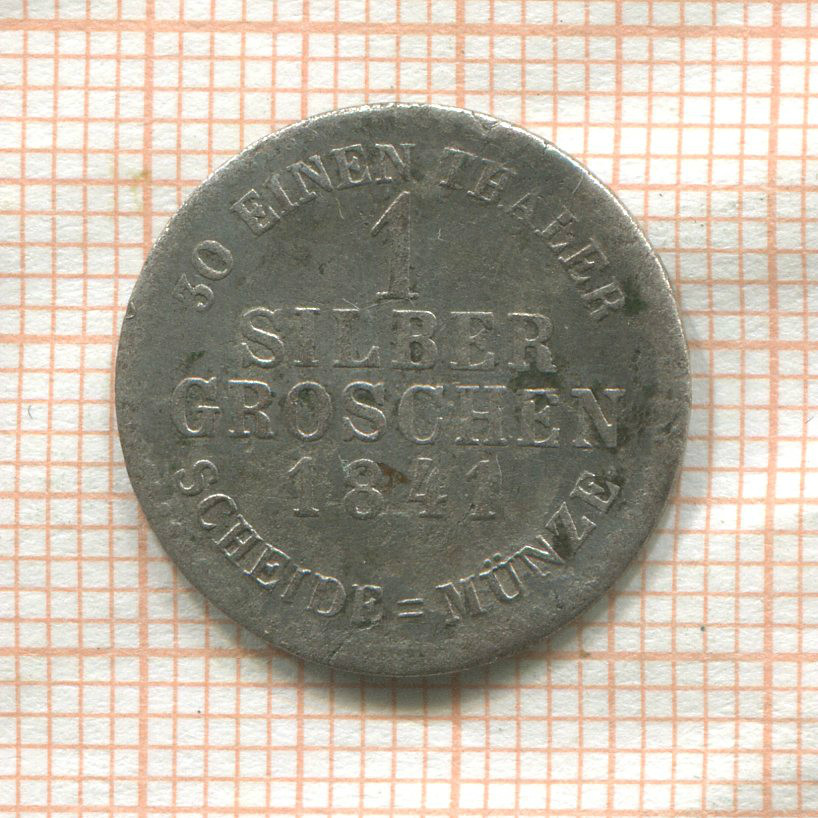 30 EINEN THALER
1
SILBER
GROSCHEN
1841
SCHEIDE = MÜNZE